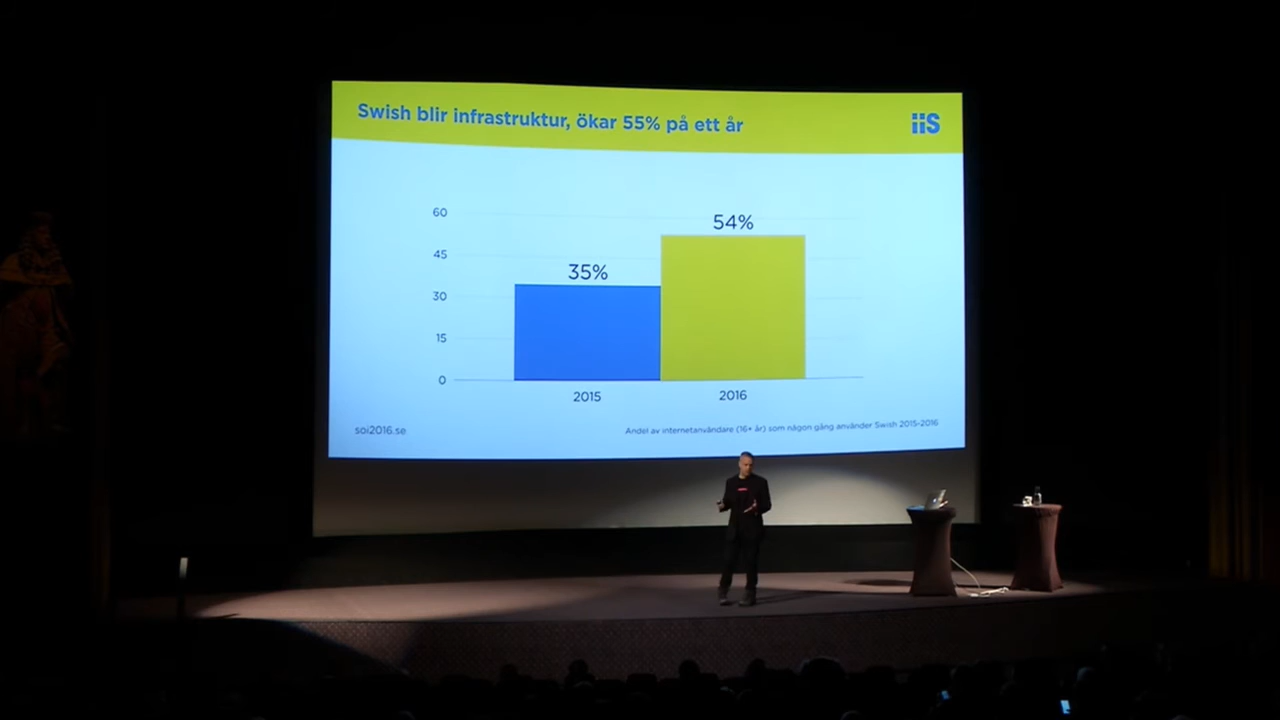 Swish blir infrastruktur, ökar 55% på ett år
iiS
60
45
30
15
0
35%
54%
2015
2016
soi2016.se
Andel av internetanvändare (16+ år) som någon gång använder Swish 2015-2016